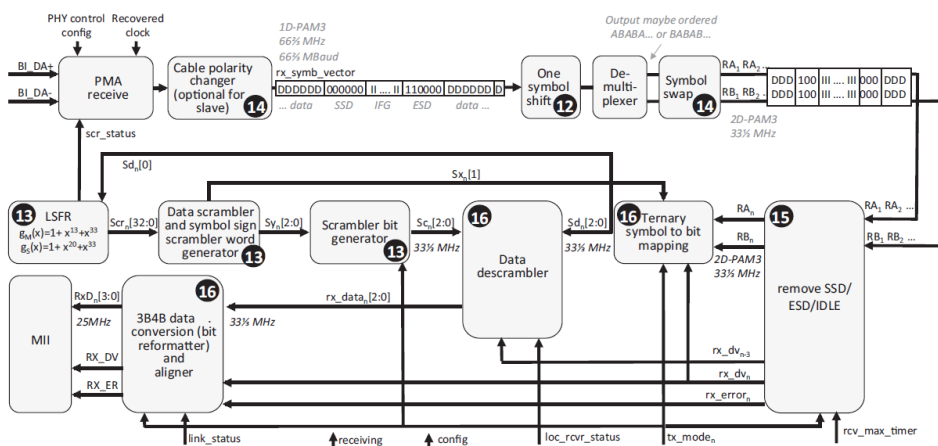 PHY control
config
Recovered
clock
1D-PAM3
66⅔ MHz
66⅔ MBaud
Output maybe ordered
ABABA... or BABAB...
BI_DA+
BI_DA-
PMA
receive
Cable polarity
changer
(optional for
slave)
14
rx_symb_vector
DDDDDD 000000 II .... II 110000 DDDDDD D
... data SSD IFG ESD data ...
One
symbol
shift
12
De-
multi-
plexer
Symbol
swap
14
RA₁ RA₂ ...
RB₁ RB₂ ...
DDD 100 III .... III 000 DDD
DDD 100 III .... III 000 DDD
2D-PAM3
33⅓ MHz
scr_status
Sdₙ[0]
Sxₙ[1]
13
LSFR
gM(x)=1+ x¹³+x³³
gS(x)=1+ x²⁰+x³³
Scrₙ[32:0]
Data scrambler
and symbol sign
scrambler word
generator
13
Syₙ[2:0]
Scrambler bit
generator
13
Scₙ[2:0]
33⅓ MHz
16
Data
descrambler
Sdₙ[2:0]
33⅓ MHz
16
Ternary
symbol to bit
mapping
RAₙ
RBₙ
2D-PAM3
33⅓ MHz
15
remove SSD/
ESD/IDLE
RA₁ RA₂ ...
RB₁ RB₂ ...
MII
RxDₙ[3:0]
25MHz
RX_DV
RX_ER
16
3B4B data
conversion (bit
reformatter) and
aligner
rx_dataₙ[2:0]
33⅓ MHz
rx_dvₙ₋₃
rx_dvₙ
rx_errorₙ
link_status
receiving
config
loc_rcvr_status
tx_modeₙ
rcv_max_timer